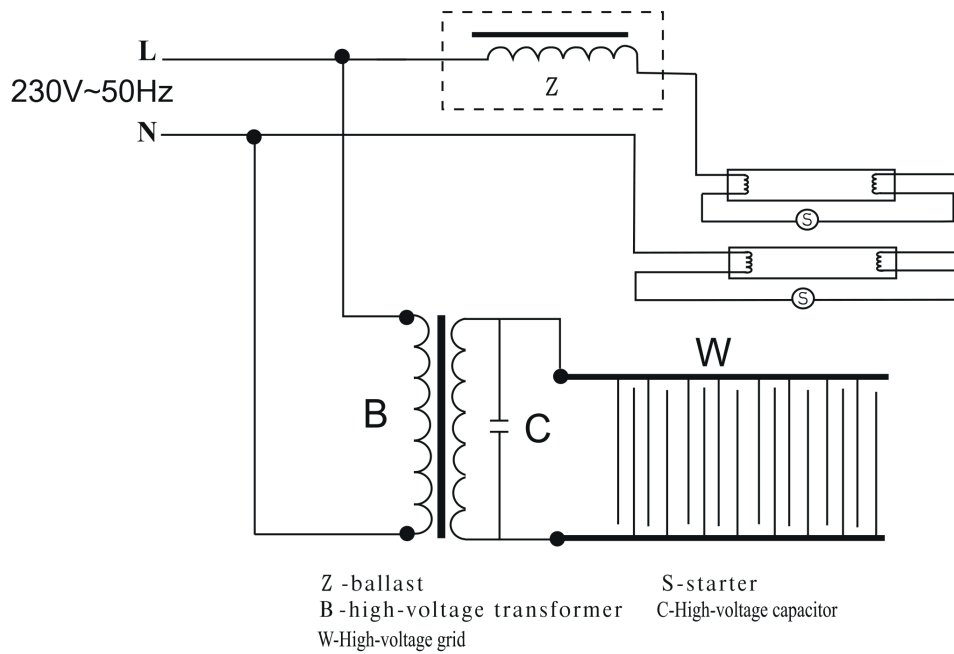 L
230V~50Hz
N
Z
S
S
W
B
C
Z -ballast
S-starter
B -high-voltage transformer
C-High-voltage capacitor
W-High-voltage grid